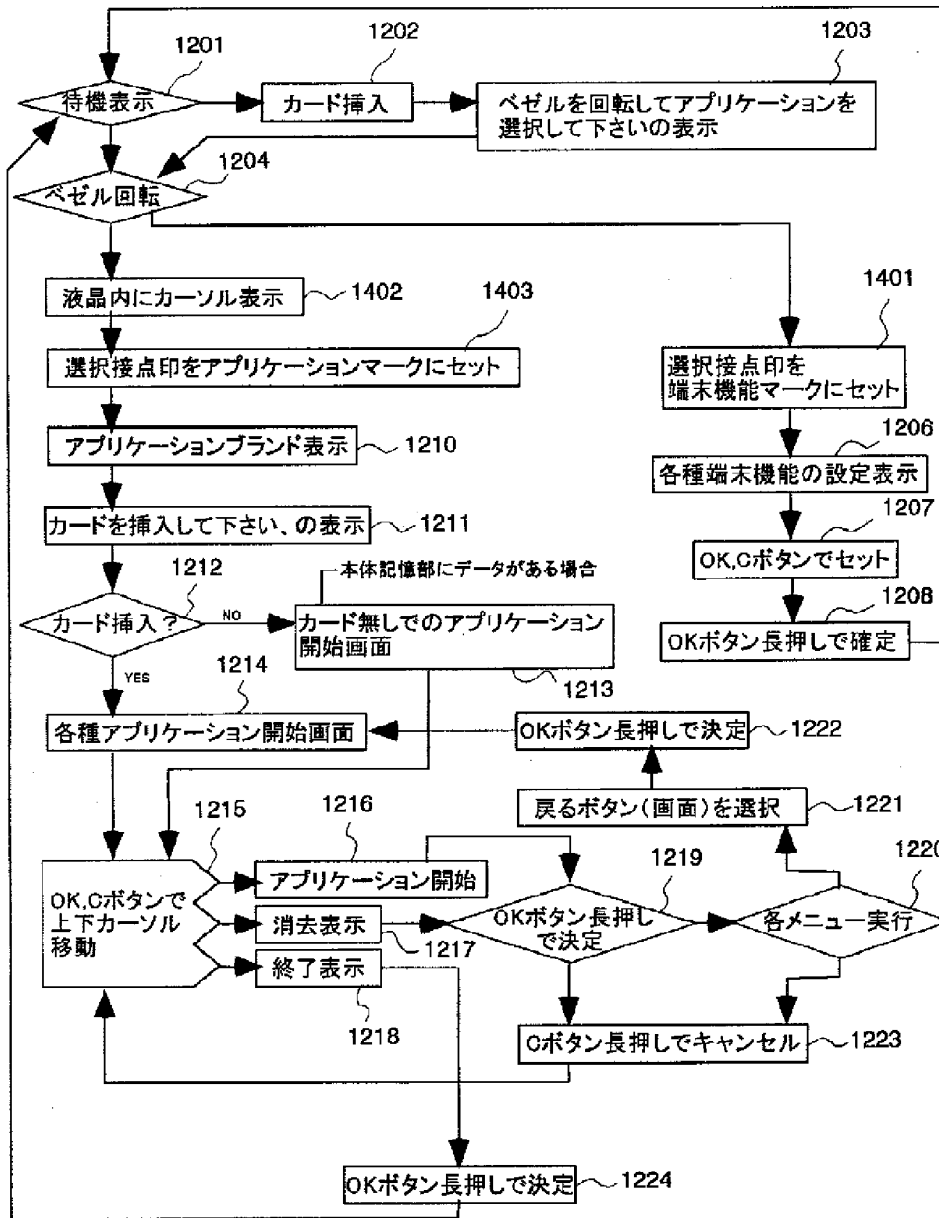 1201
1202
1203
待機表示
カード挿入
ベゼルを回転してアプリケーションを
選択して下さいの表示
1204
ベゼル回転
液晶内にカーソル表示
1402
1403
1401
選択接点印をアプリケーションマークにセット
選択接点印を
端末機能マークにセット
アプリケーションブランド表示
1210
1206
各種端末機能の設定表示
カードを挿入して下さい、の表示
1211
1207
OK,Cボタンでセット
1212
本体記憶部にデータがある場合
1208
カード挿入?
NO
カード無しでのアプリケーション
開始画面
OKボタン長押しで確定
YES
1214
1213
各種アプリケーション開始画面
OKボタン長押しで決定
1222
1215
1216
戻るボタン(画面)を選択
1221
アプリケーション開始
1219
1220
OK,Cボタンで
上下カーソル
移動
消去表示
1217
OKボタン長押し
で決定
各メニュー実行
終了表示
1218
Cボタン長押しでキャンセル
1223
OKボタン長押しで決定
1224